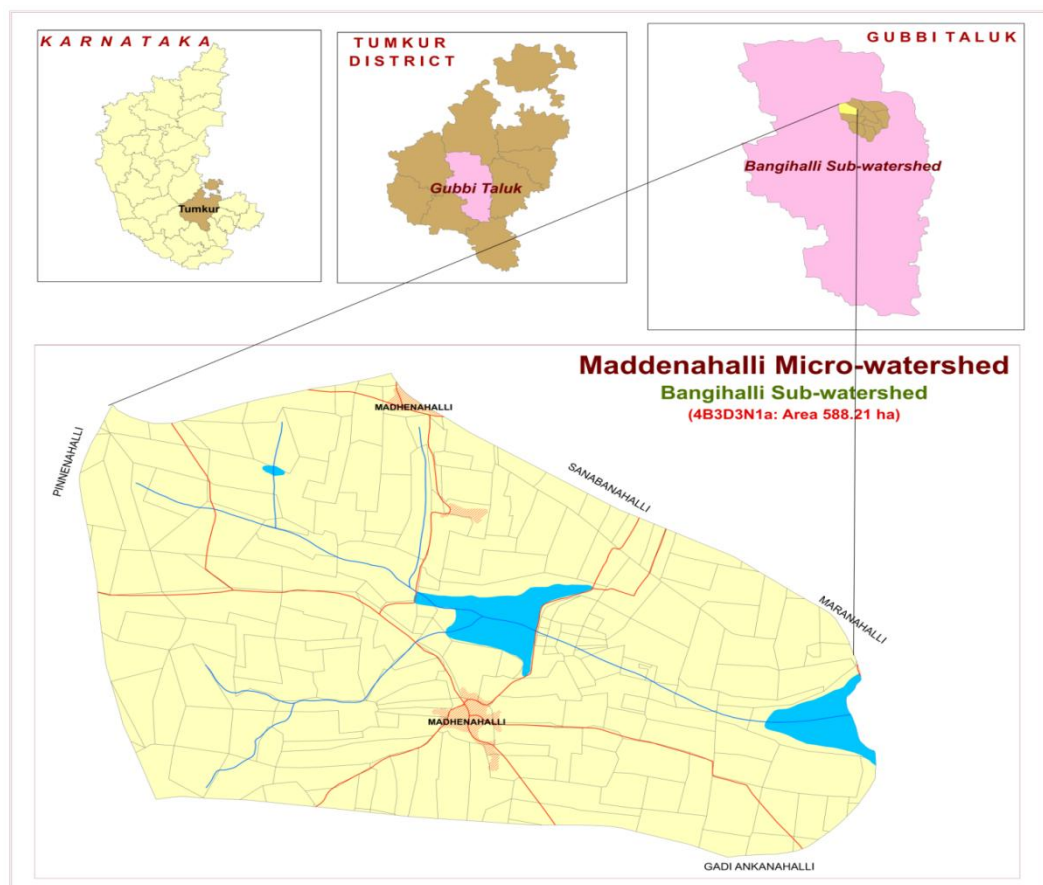 KARNATAKA
Tumkur
TUMKUR
DISTRICT
Gubbi Taluk
GUBBI TALUK
Bangihalli Sub-watershed
Maddenahalli Micro-watershed
Bangihalli Sub-watershed
(4B3D3N1a: Area 588.21 ha)
MADHENAHALLI
PINNENAHALLI
SANABANAHALLI
MARANAHALLI
MADHENAHALLI
GADI ANKANAHALLI